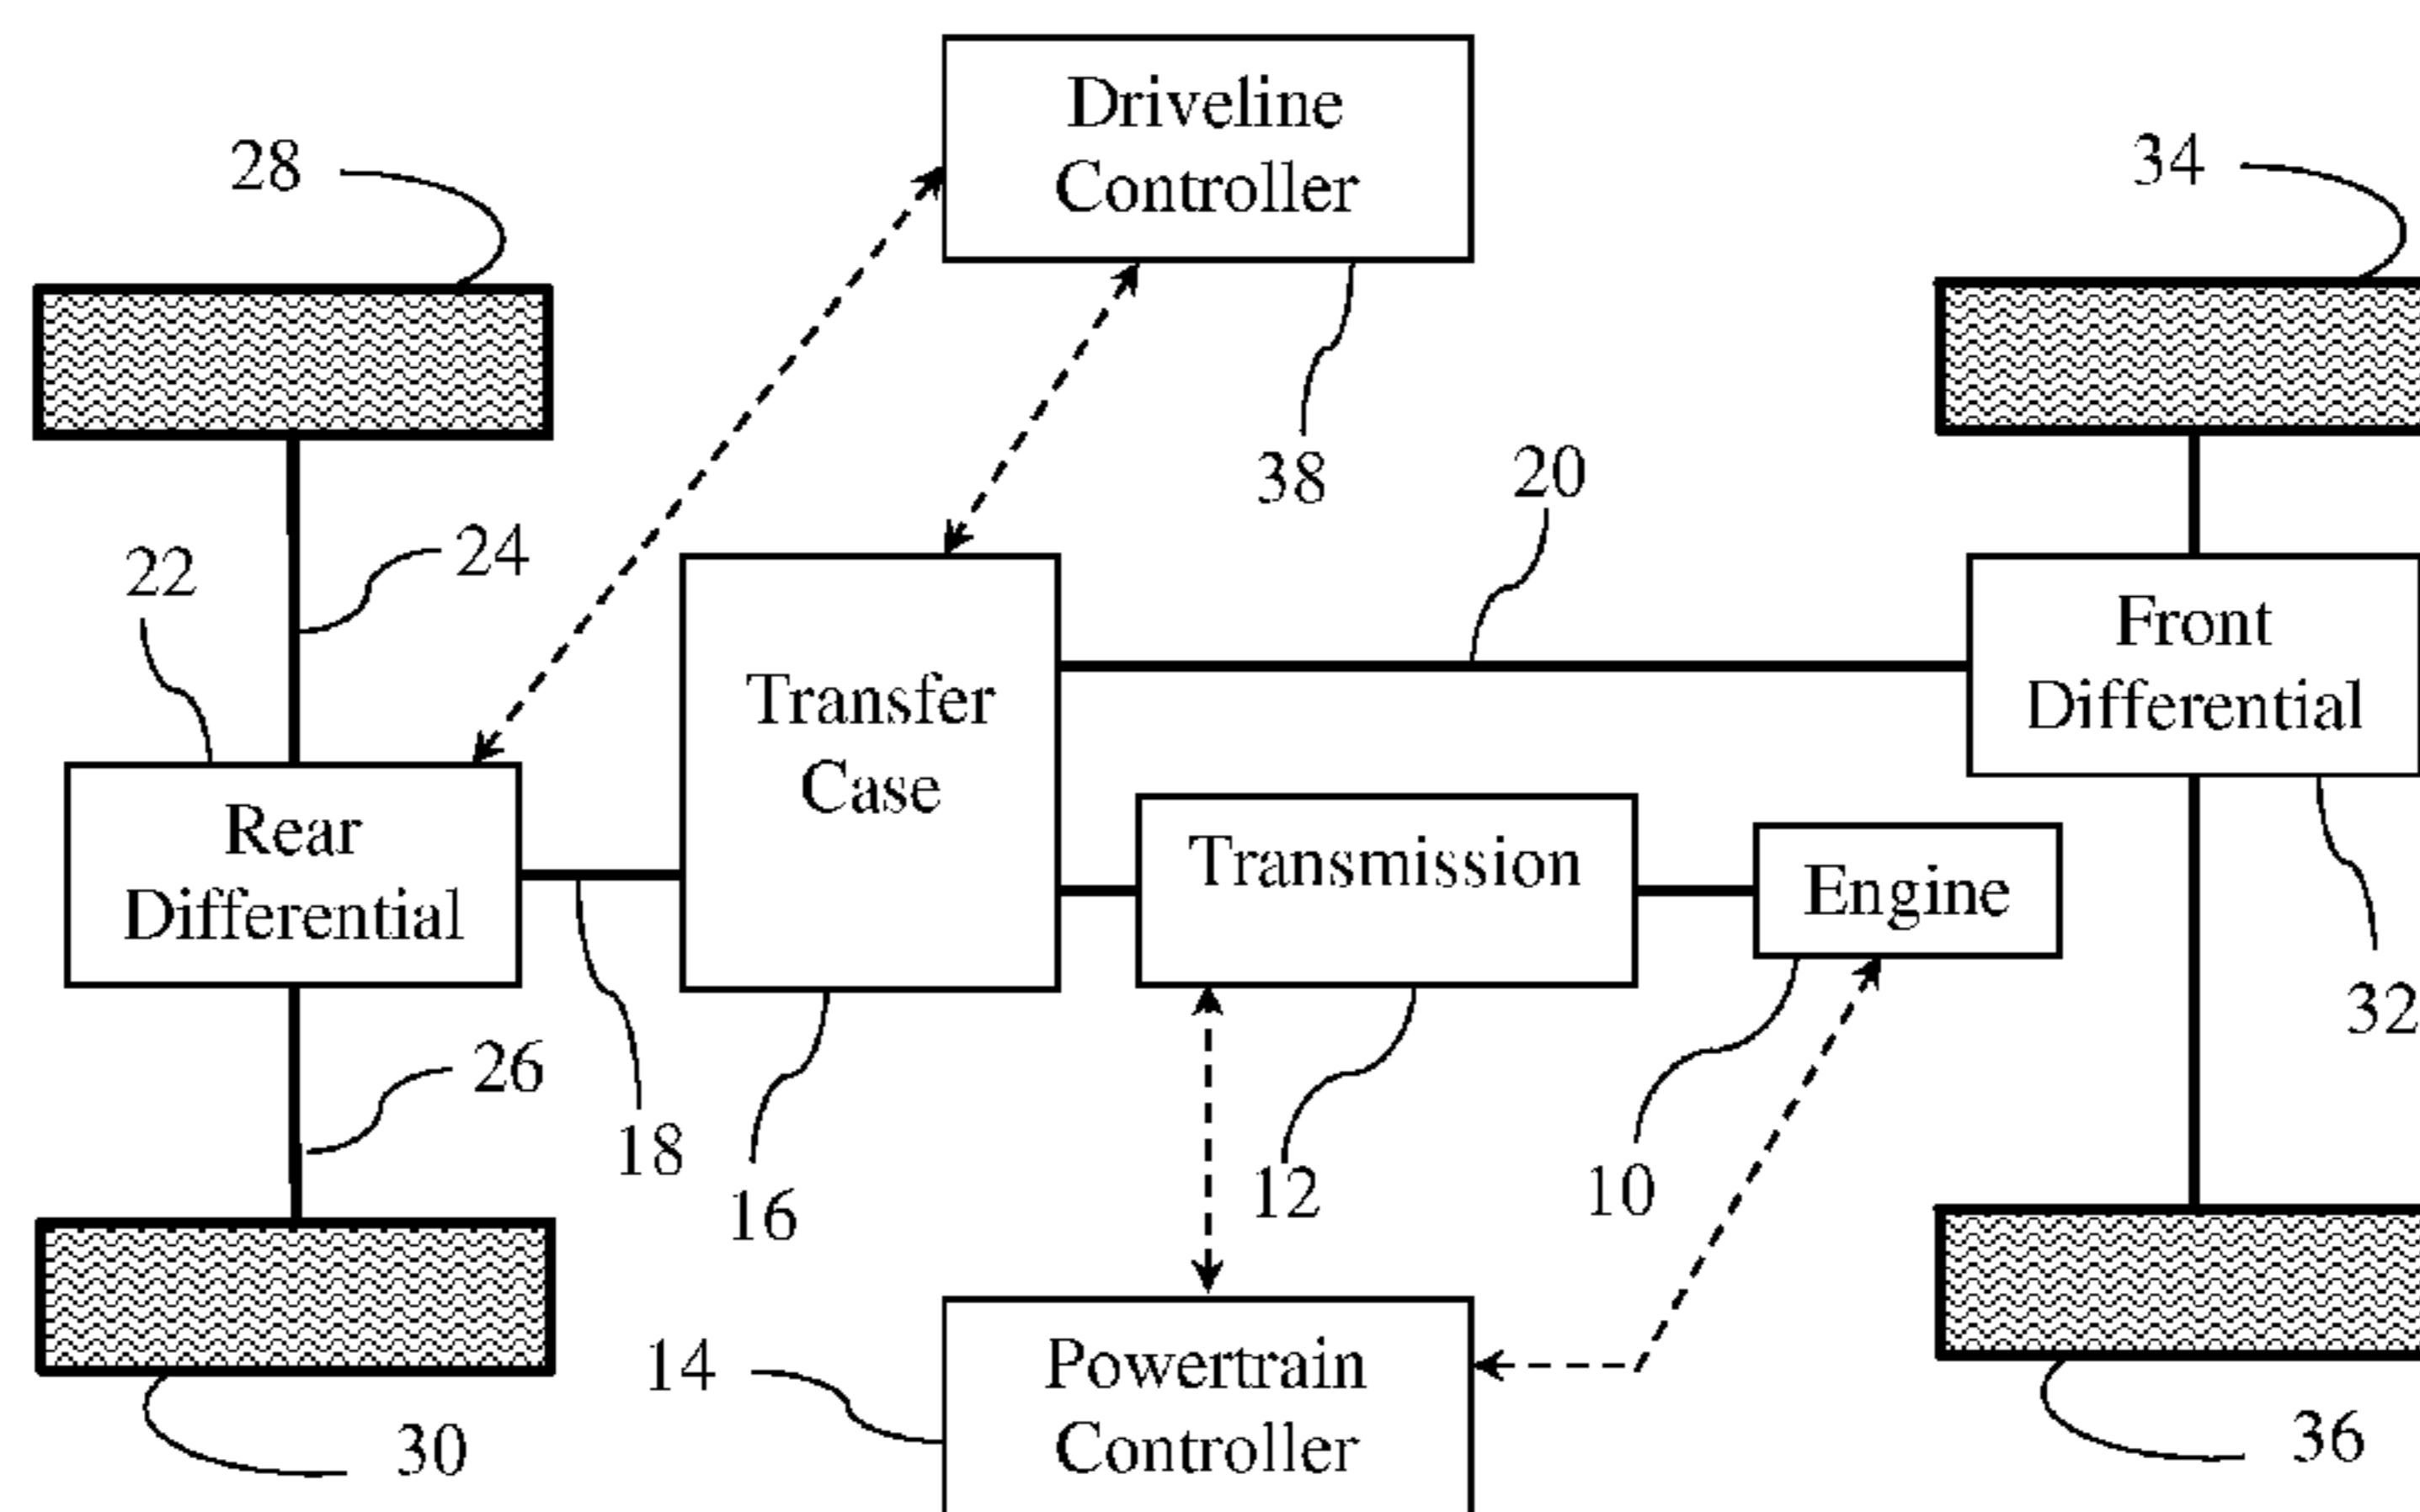 Driveline
Controller
28
34
38
20
24
22
Front
Differential
Transfer
Case
Rear
Differential
Transmission
Engine
32
26
18
16
12
10
14
Powertrain
Controller
30
36